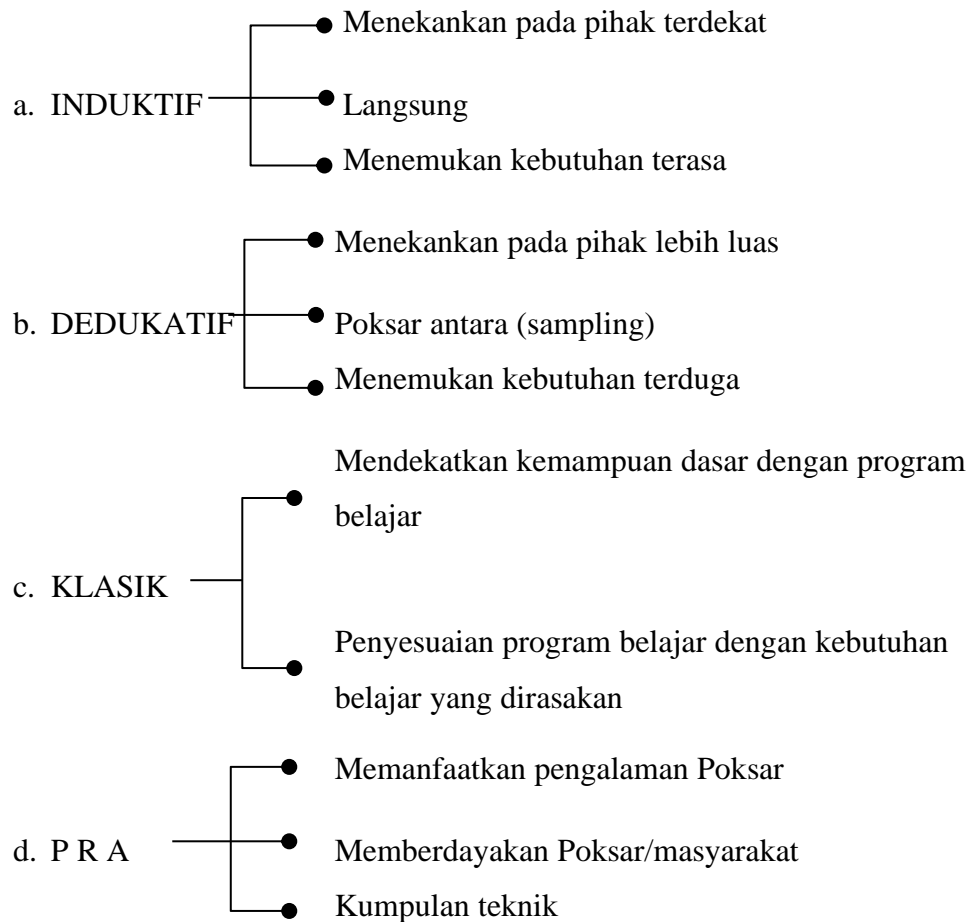 Menekankan pada pihak terdekat
a. INDUKTIF
Langsung
Menemukan kebutuhan terasa
Menekankan pada pihak lebih luas
b. DEDUKATIF
Poksar antara (sampling)
Menemukan kebutuhan terduga
Mendekatkan kemampuan dasar dengan program
belajar
c. KLASIK
Penyesuaian program belajar dengan kebutuhan
belajar yang dirasakan
Memanfaatkan pengalaman Poksar
d. P R A
Memberdayakan Poksar/masyarakat
Kumpulan teknik